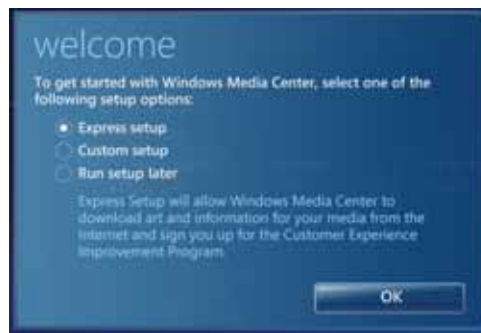 welcome
To get started with Windows Media Center, select one of the
following setup options:
Express setup
Custom setup
Run setup later
Express Setup will allow Windows Media Center to
download art and information for your media from the
Internet and sign you up for the Customer Experience
Improvement Program.
OK